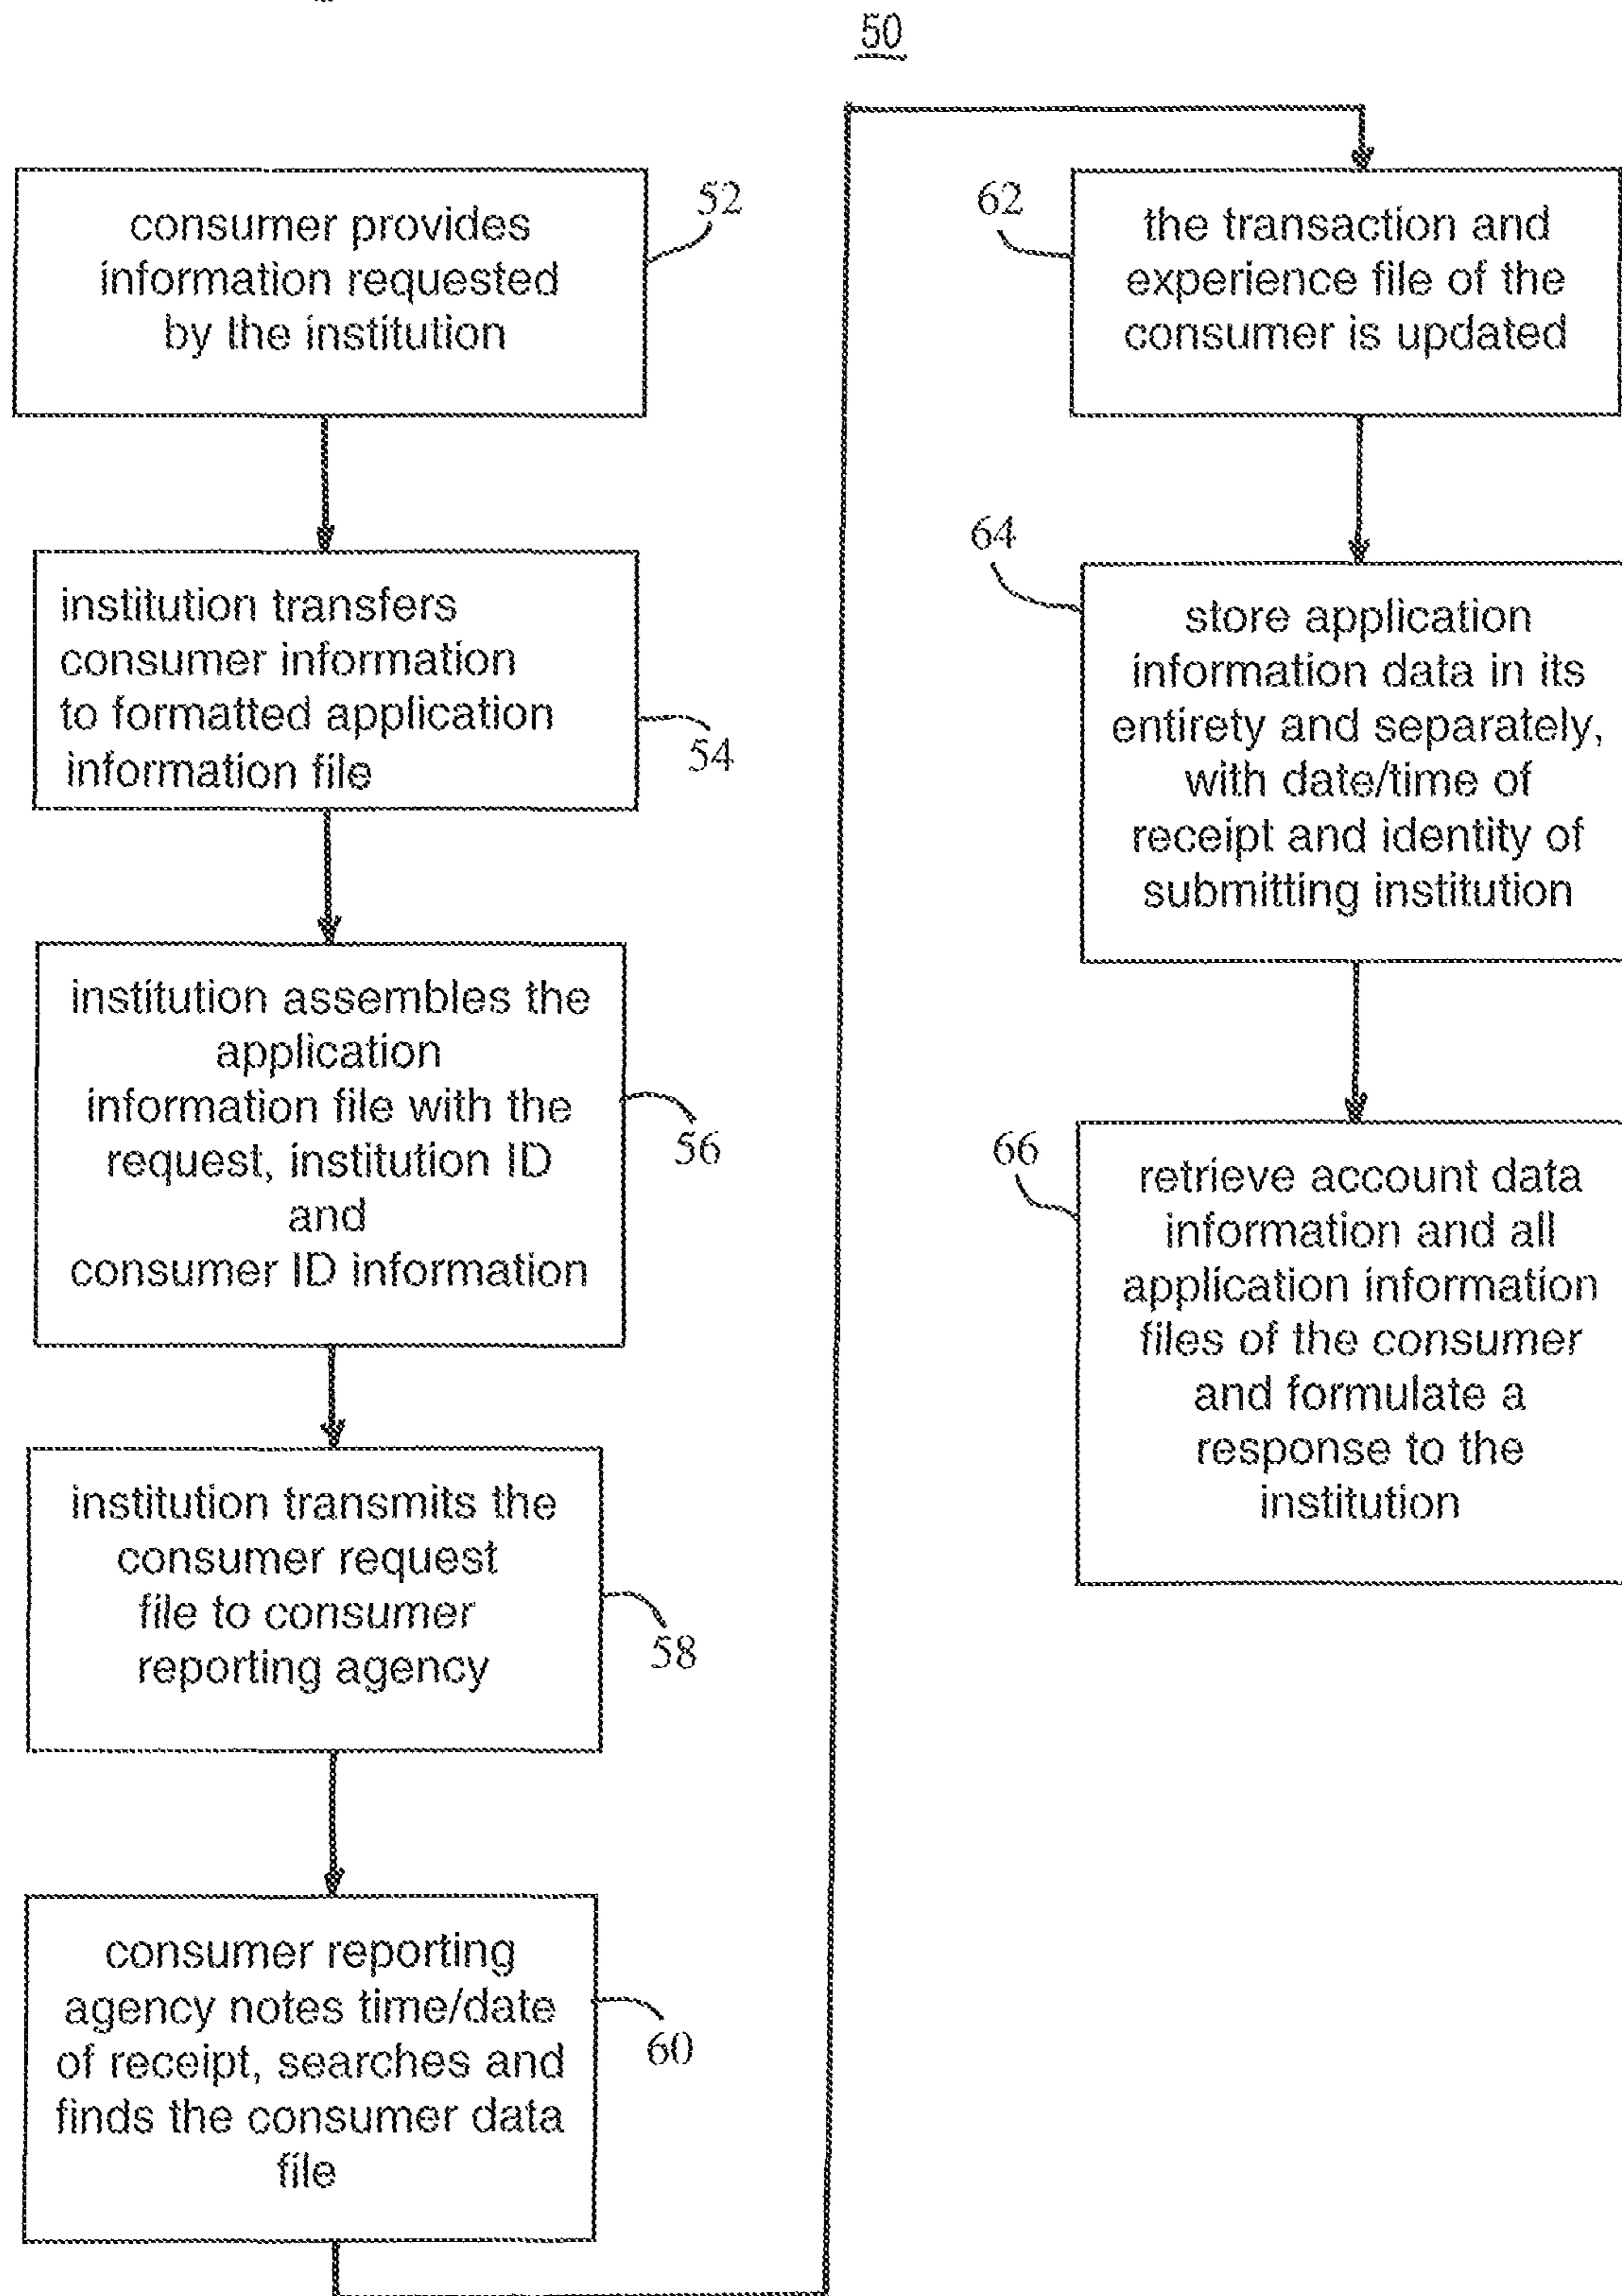 50
consumer provides
information requested
by the institution
52
institution transfers
consumer information
to formatted application
information file
54
institution assembles the
application
information file with the
request, institution ID
and
consumer ID information
56
institution transmits the
consumer request
file to consumer
reporting agency
58
consumer reporting
agency notes time/date
of receipt, searches and
finds the consumer data
file
60
62
the transaction and
experience file of the
consumer is updated
64
store application
information data in its
entirety and separately,
with date/time of
receipt and identity of
submitting institution
66
retrieve account data
information and all
application information
files of the consumer
and formulate a
response to the
institution